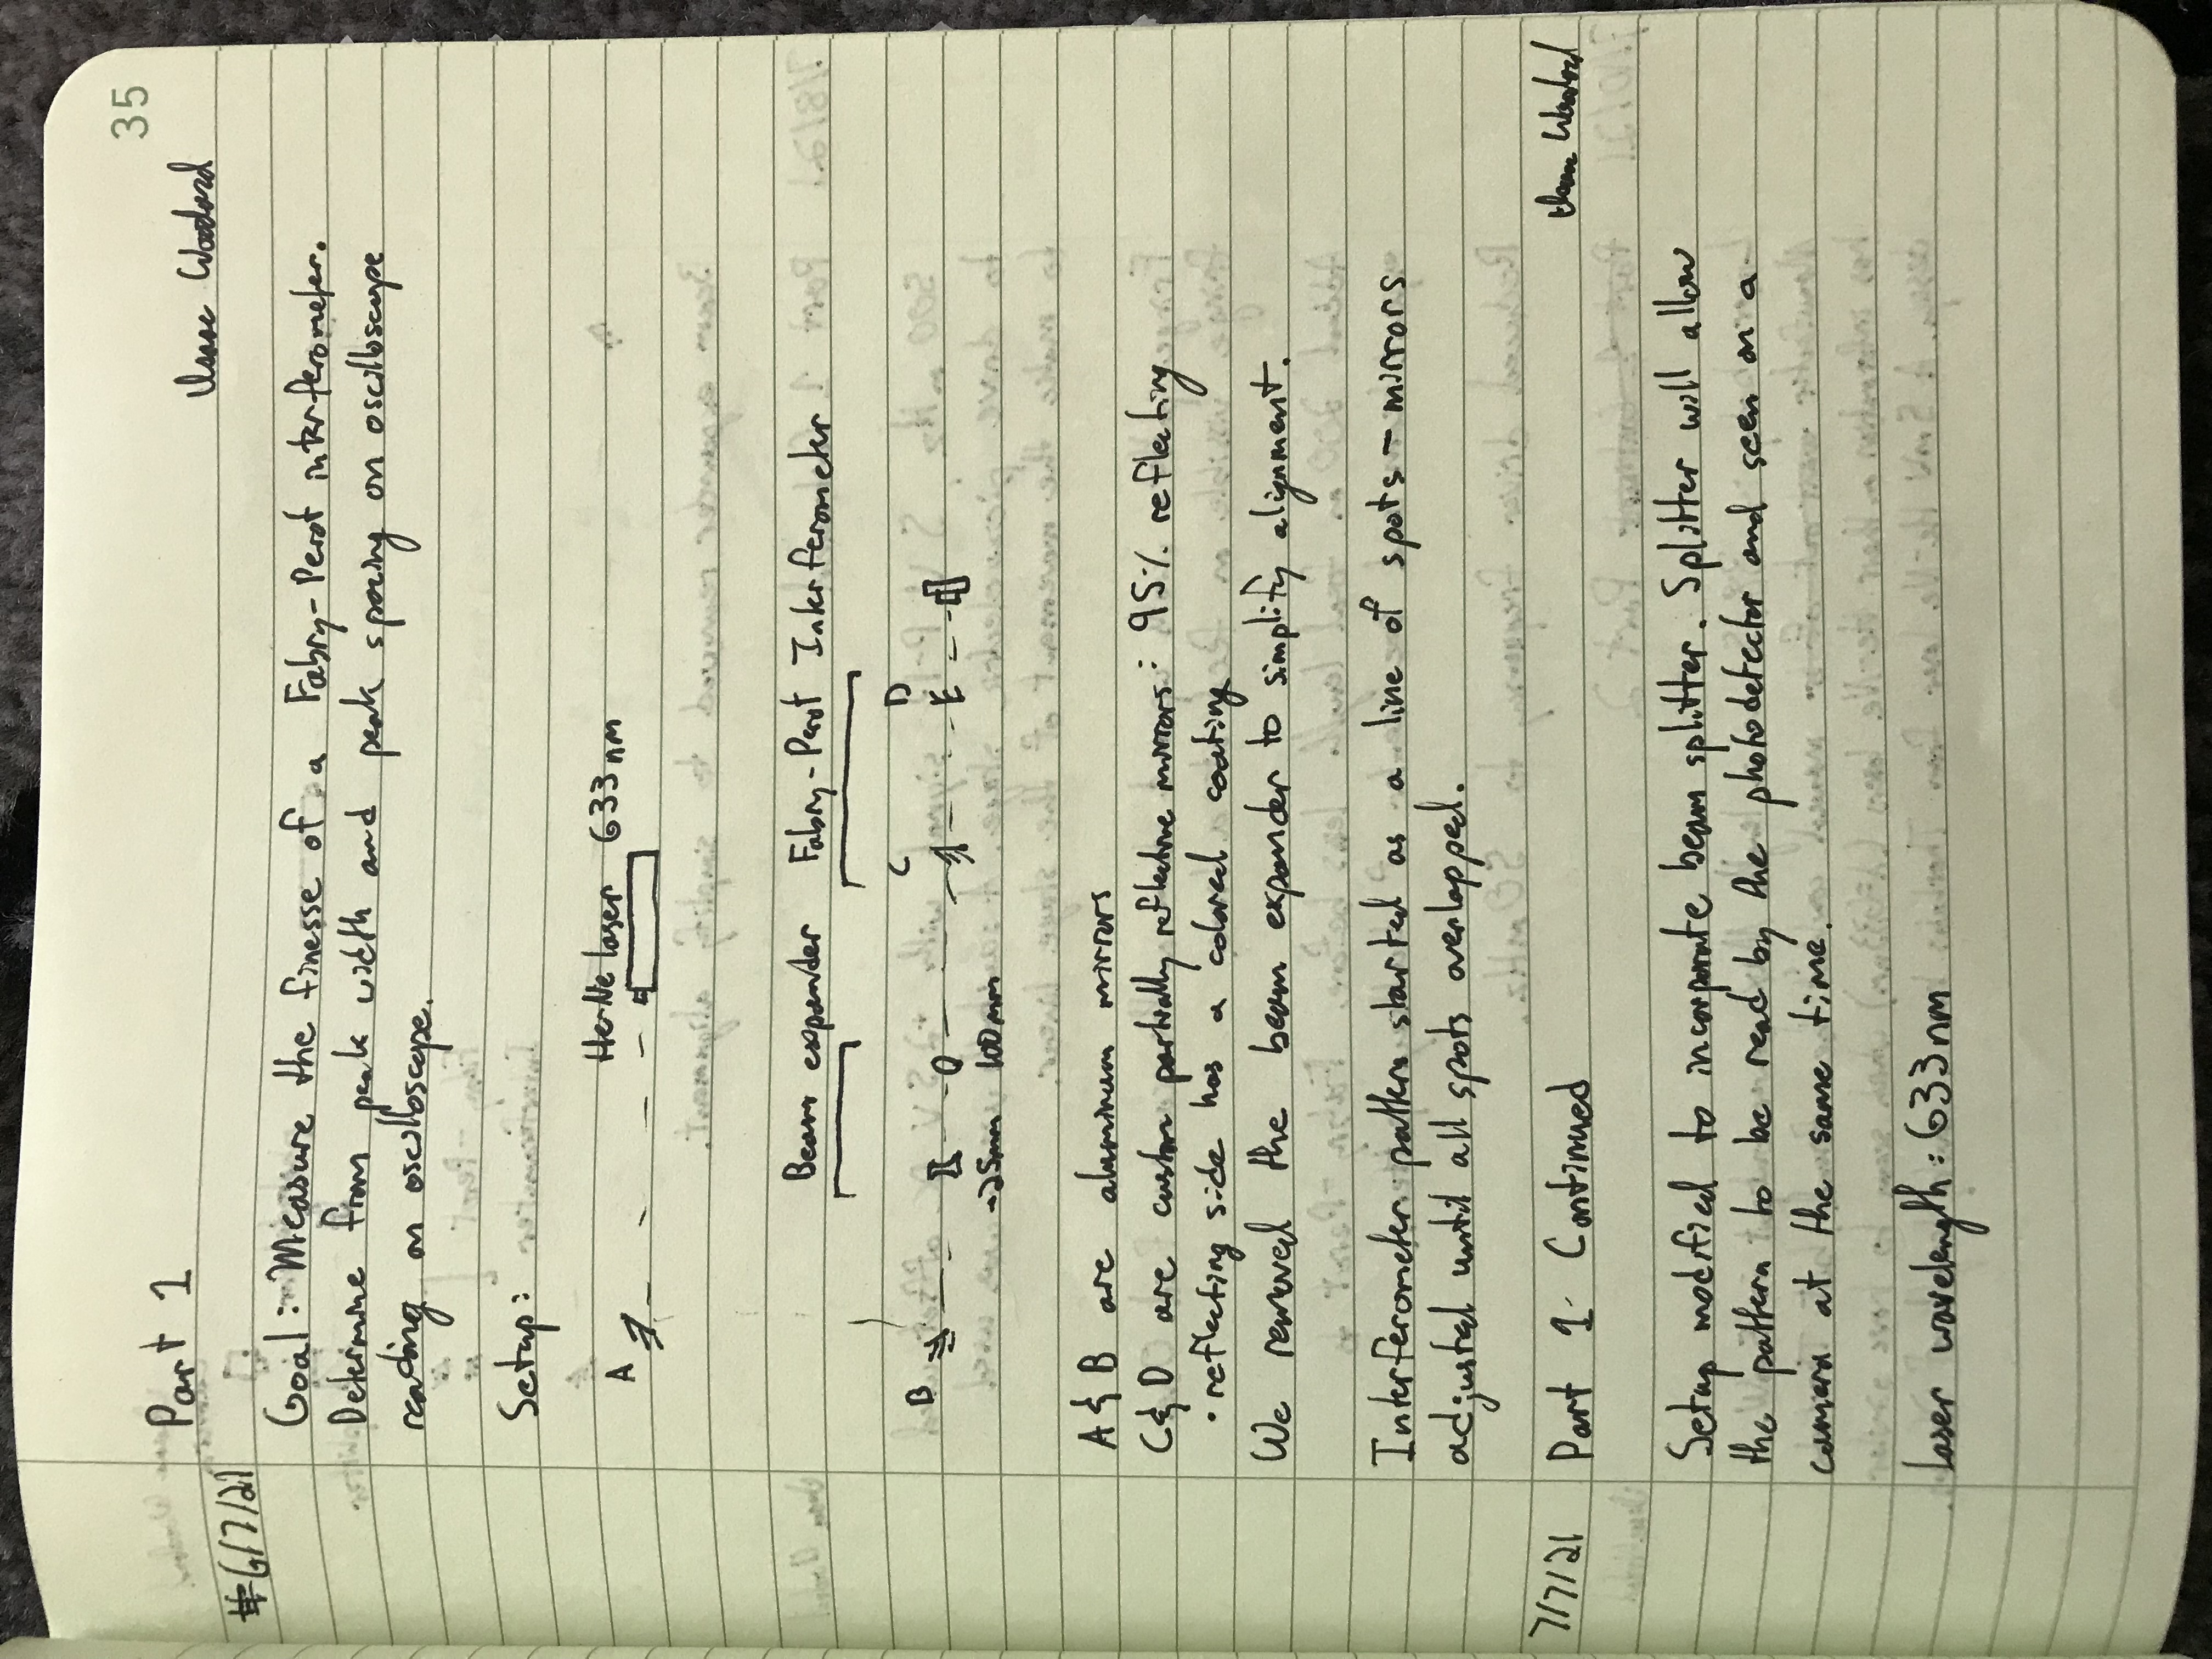 35
Part 1
Isaac Woodard
6/7/21
Goal: Measure the finesse of a Fabry-Perot interferometer.
Determine from peak width and peak spacing on oscilloscope
reading on oscilloscope.
Setup:
He-Ne laser 633nm
A
Beam expander Fabry-Perot Interferometer
C D
B
-25mm 100mm
A & B are aluminum mirrors
C & D are custom partially reflective mirrors: 95% reflecting
• reflecting side has a colored coating
We removed the beam expander to simplify alignment.
Interferometer pattern started as a line of spots - mirrors
adjusted until all spots overlapped.
7/7/21 Part 1 Continued Isaac Woodard
Setup modified to incorporate beam splitter. Splitter will allow
the pattern to be read by the photodetector and seen on a
camera at the same time.
laser wavelength: 633nm